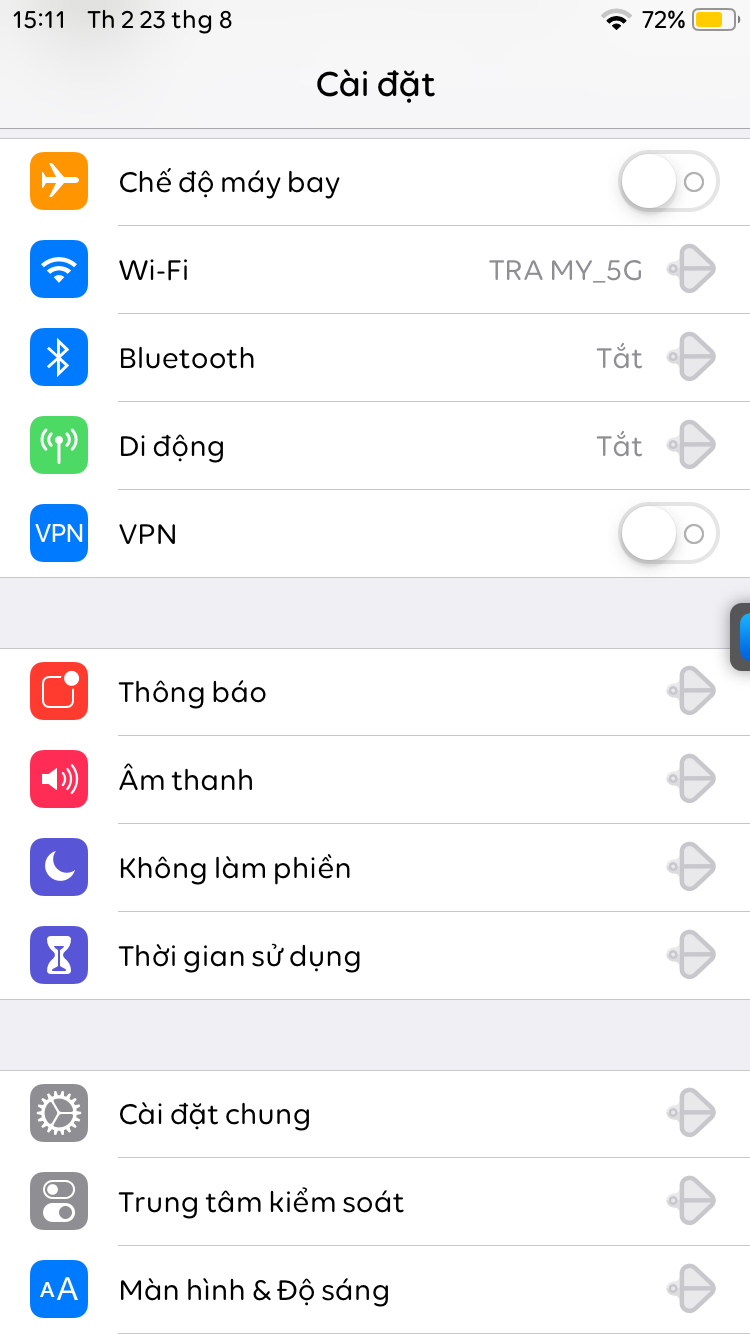 15:11 Th 2 23 thg 8 72%
Cài đặt
Chế độ máy bay
Wi-Fi TRA MY_5G
Bluetooth Tắt
Di động Tắt
VPN VPN
Thông báo
Âm thanh
Không làm phiền
Thời gian sử dụng
Cài đặt chung
Trung tâm kiểm soát
AA Màn hình & Độ sáng